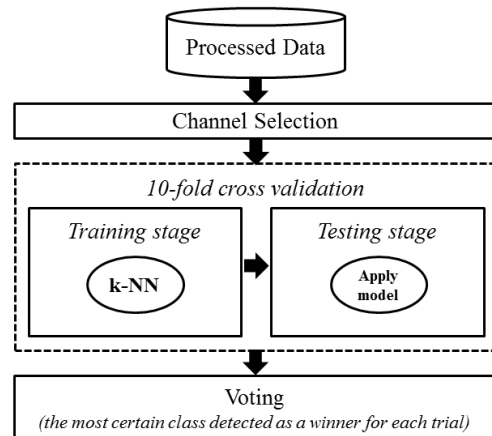 Processed Data
Channel Selection
10-fold cross validation
Training stage
k-NN
Testing stage
Apply
model
Voting
(the most certain class detected as a winner for each trial)